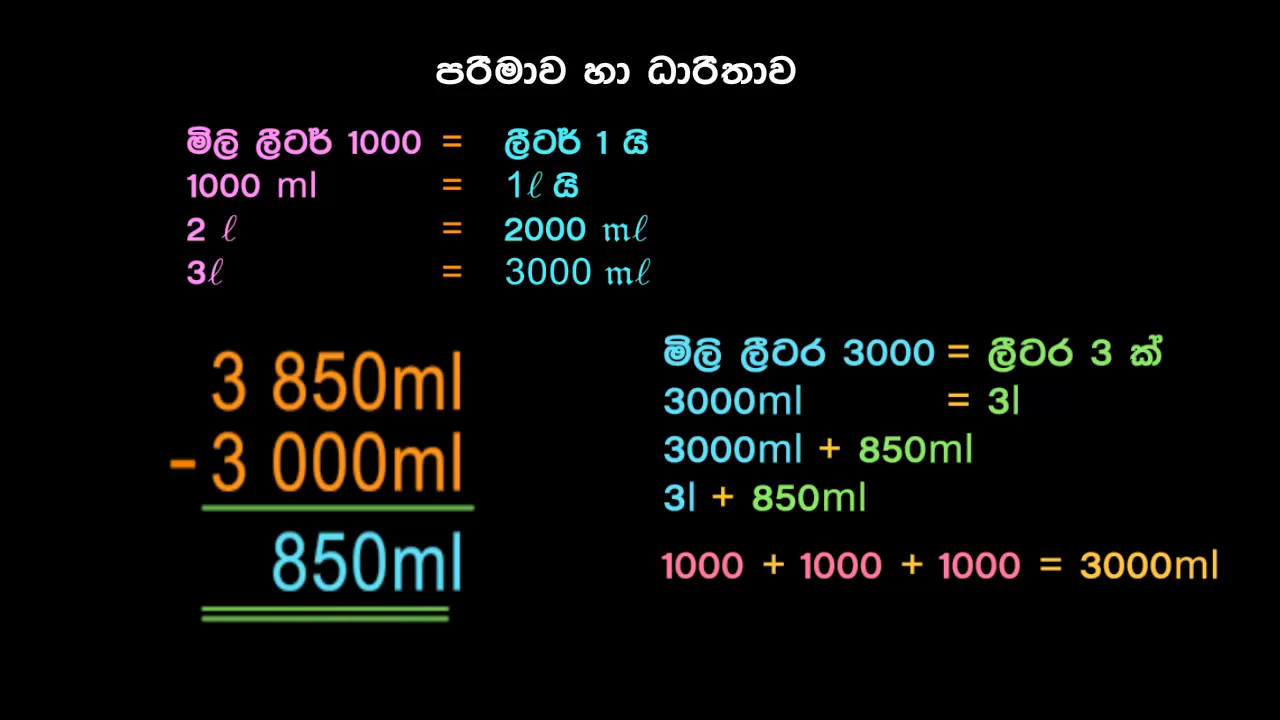 පරිමාව හා ධාරිතාව
මිලි ලීටර් 1000 = ලීටර් 1 යි
1000 ml = 1ℓ යි
2 ℓ = 2000 mℓ
3ℓ = 3000 mℓ
3 850ml
- 3 000ml
850ml
මිලි ලීටර 3000 = ලීටර 3 ක්
3000ml = 3l
3000ml + 850ml
3l + 850ml
1000 + 1000 + 1000 = 3000ml